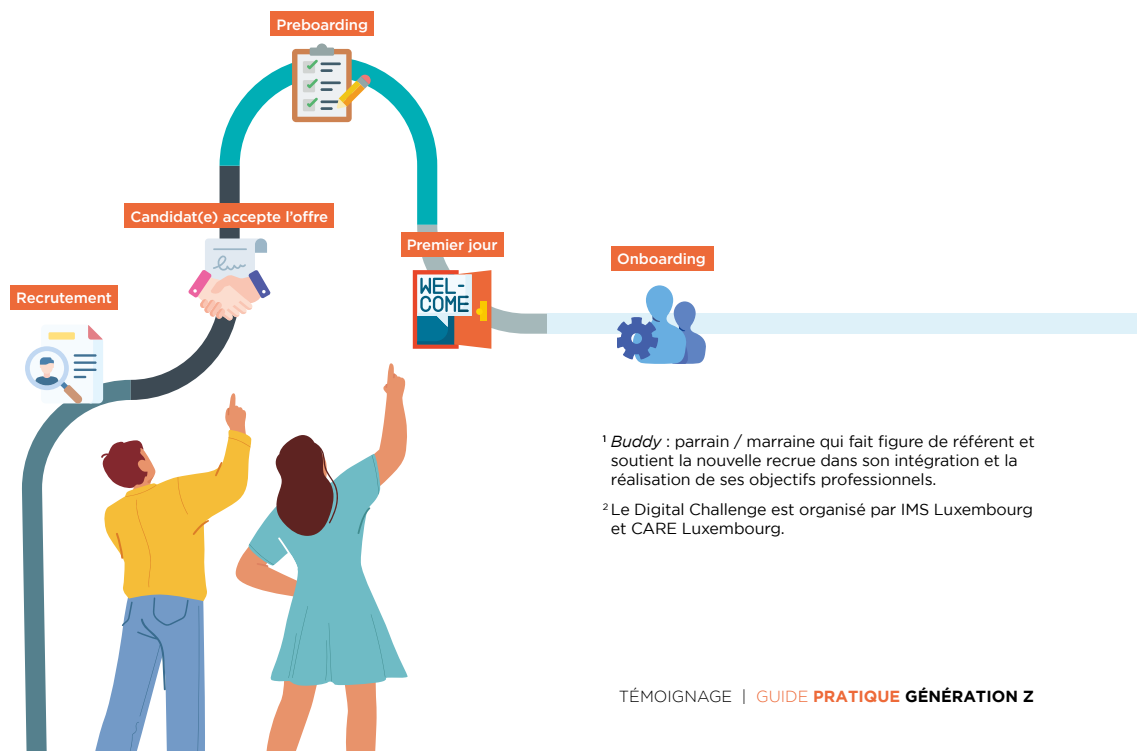 Preboarding
Candidat(e) accepte l'offre
Premier jour
Onboarding
Recrutement
WEL-
COME
¹ Buddy : parrain / marraine qui fait figure de référent et
soutient la nouvelle recrue dans son intégration et la
réalisation de ses objectifs professionnels.
² Le Digital Challenge est organisé par IMS Luxembourg
et CARE Luxembourg.
TÉMOIGNAGE | GUIDE PRATIQUE GÉNÉRATION Z